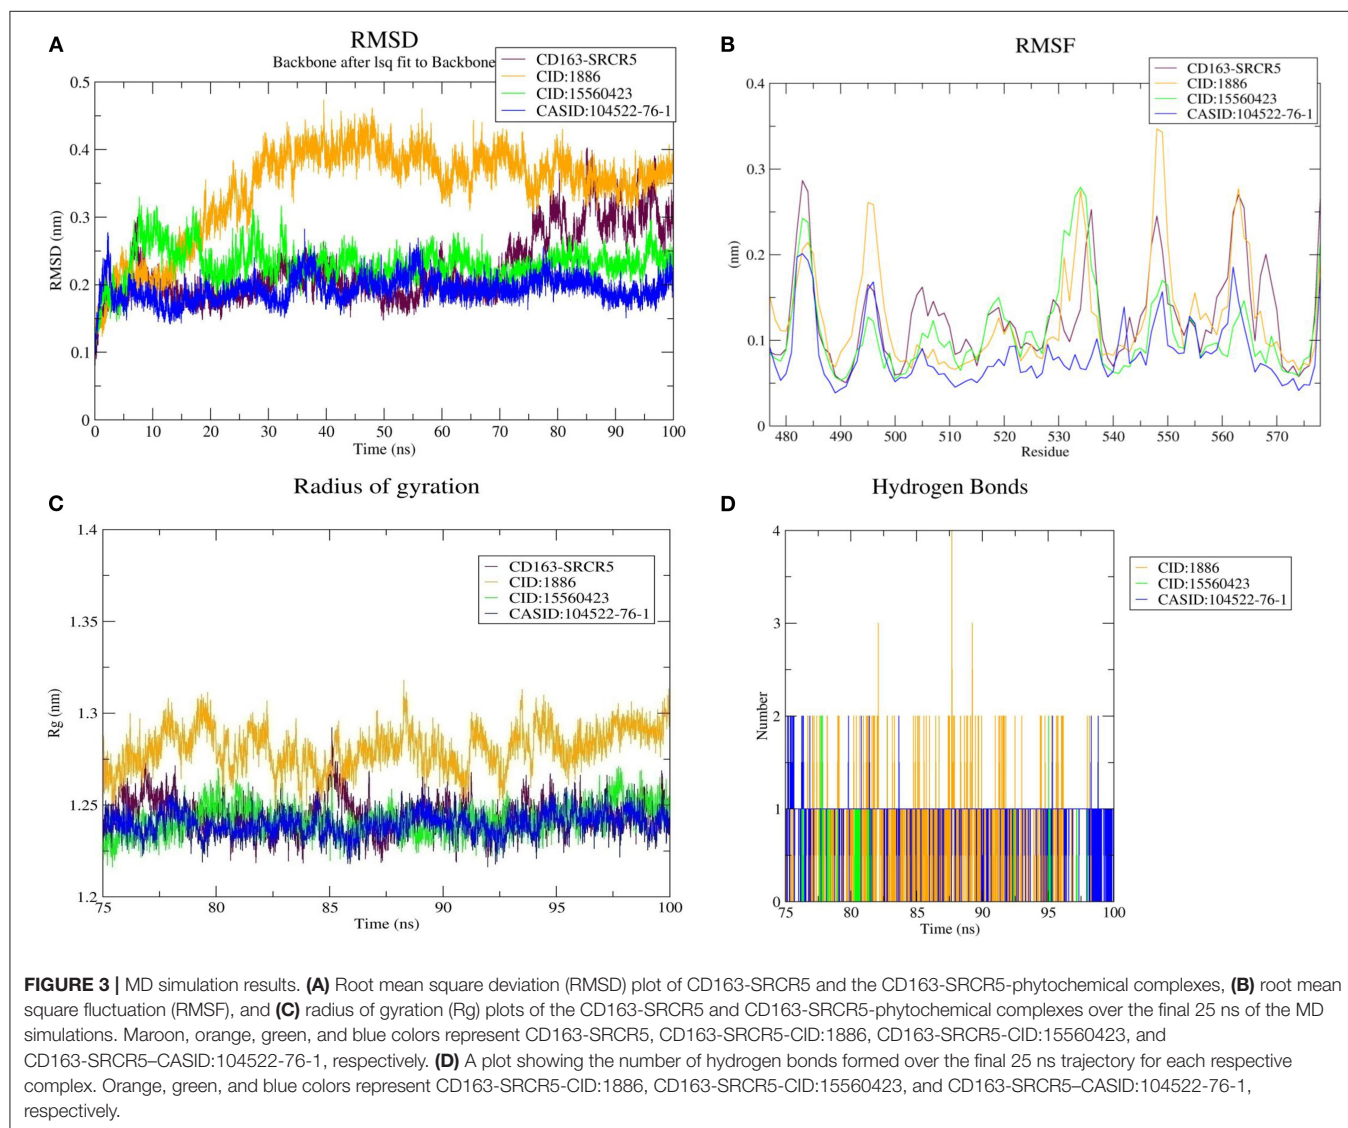 A
RMSD
Backbone after lsq fit to Backbone
CD163-SRCR5
CID:1886
CID:15560423
CASID:104522-76-1
0.5
0.4
0.3
0.2
0.1
0
RMSD (nm)
0 10 20 30 40 50 60 70 80 90 100
Time (ns)
B
RMSF
CD163-SRCR5
CID:1886
CID:15560423
CASID:104522-76-1
0.4
0.3
0.2
0.1
0
(nm)
480 490 500 510 520 530 540 550 560 570
Residue
C
Radius of gyration
CD163-SRCR5
CID:1886
CID:15560423
CASID:104522-76-1
1.4
1.35
1.3
1.25
1.2
Rg (nm)
75 80 85 90 95 100
Time (ns)
D
Hydrogen Bonds
CID:1886
CID:15560423
CASID:104522-76-1
4
3
2
1
0
Number
75 80 85 90 95 100
Time (ns)
FIGURE 3 | MD simulation results. (A) Root mean square deviation (RMSD) plot of CD163-SRCR5 and the CD163-SRCR5-phytochemical complexes, (B) root mean
square fluctuation (RMSF), and (C) radius of gyration (Rg) plots of the CD163-SRCR5 and CD163-SRCR5-phytochemical complexes over the final 25 ns of the MD
simulations. Maroon, orange, green, and blue colors represent CD163-SRCR5, CD163-SRCR5-CID:1886, CD163-SRCR5-CID:15560423, and
CD163-SRCR5–CASID:104522-76-1, respectively. (D) A plot showing the number of hydrogen bonds formed over the final 25 ns trajectory for each respective
complex. Orange, green, and blue colors represent CD163-SRCR5-CID:1886, CD163-SRCR5-CID:15560423, and CD163-SRCR5–CASID:104522-76-1,
respectively.